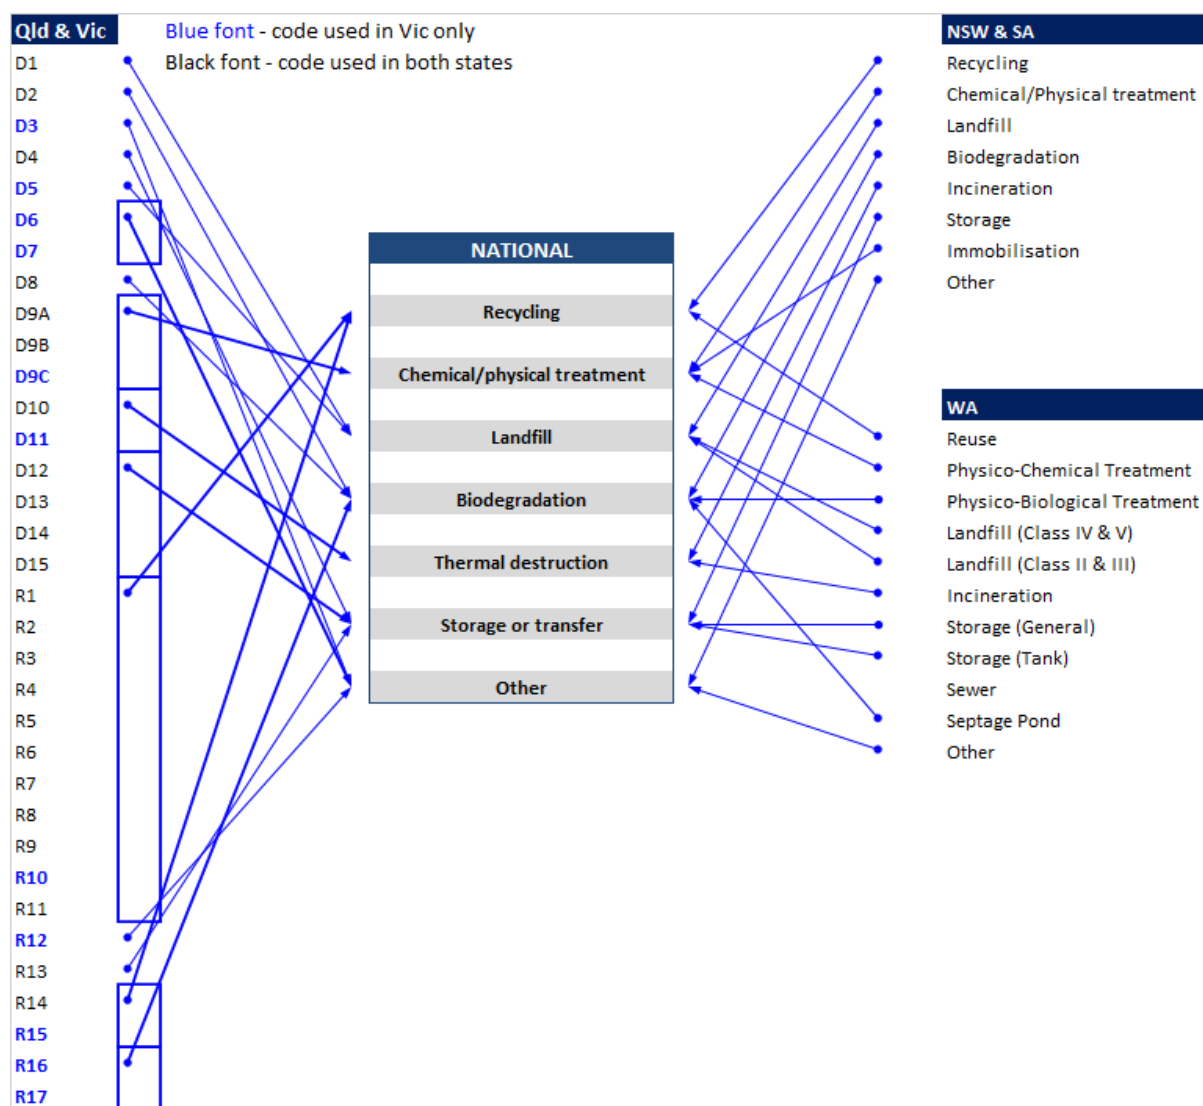 Qld & Vic
Blue font - code used in Vic only
Black font - code used in both states
D1
D2
D3
D4
D5
D6
D7
D8
D9A
D9B
D9C
D10
D11
D12
D13
D14
D15
R1
R2
R3
R4
R5
R6
R7
R8
R9
R10
R11
R12
R13
R14
R15
R16
R17
NATIONAL
Recycling
Chemical/physical treatment
Landfill
Biodegradation
Thermal destruction
Storage or transfer
Other
NSW & SA
Recycling
Chemical/Physical treatment
Landfill
Biodegradation
Incineration
Storage
Immobilisation
Other
WA
Reuse
Physico-Chemical Treatment
Physico-Biological Treatment
Landfill (Class IV & V)
Landfill (Class II & III)
Incineration
Storage (General)
Storage (Tank)
Sewer
Septage Pond
Other